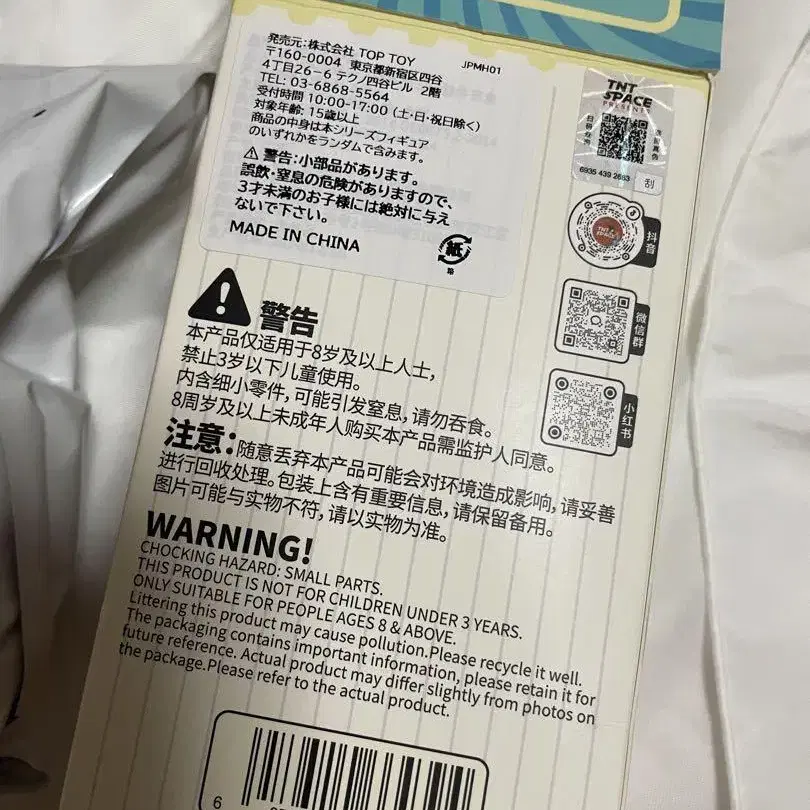 発売元:株式会社 TOP TOY
JPMH01
〒160-0004 東京都新宿区四谷
4丁目26-6 テクノ四谷ビル 2階
TEL: 03-6868-5564
受付時間 10:00-17:00 (土・日・祝日除く)
対象年齢: 15歳以上
商品の中身は本シリーズフィギュア
のいずれかをランダムで含みます。
⚠ 警告:小部品があります。
誤飲・窒息の危険がありますので、
3才未満のお子様には絶対に与え
ないで下さい。
MADE IN CHINA
紙
箱
TNT
SPACE
PRESENT
6935 439 2653
刮
TNT
SPACE
抖音
微信群
小红书
警告
本产品仅适用于8岁及以上人士,
禁止3岁以下儿童使用。
内含细小零件,可能引发窒息,请勿吞食。
8周岁及以上未成年人购买本产品需监护人同意。
注意:随意丢弃本产品可能会对环境造成影响,请妥善
进行回收处理。包装上含有重要信息,请保留备用。
图片可能与实物不符,请以实物为准。
WARNING!
CHOCKING HAZARD: SMALL PARTS.
THIS PRODUCT IS NOT FOR CHILDREN UNDER 3 YEARS.
ONLY SUITABLE FOR PEOPLE AGES 8 & ABOVE.
Littering this product may cause pollution.Please recycle it well.
The packaging contains important information, please retain it for
future reference. Actual product may differ slightly from photos on
the package.Please refer to the actual product.
6